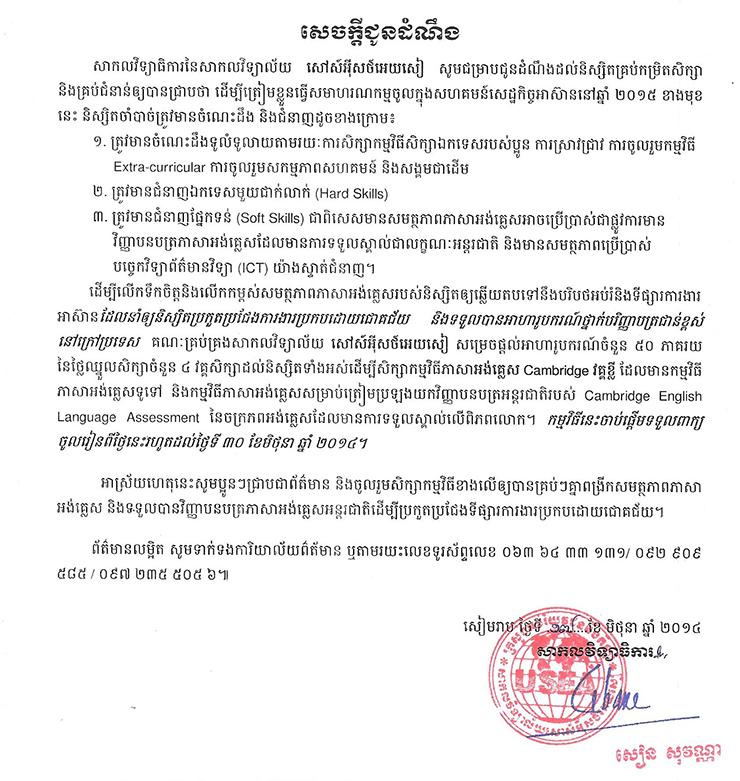 សេចក្តីជូនដំណឹង
សាកលវិទ្យាធិការនៃសាកលវិទ្យាល័យ សៅស៍អ៊ីសថ៍អេយសៀ សូមជម្រាបជូនដំណឹងដល់និស្សិតគ្រប់កម្រិតសិក្សា
និងគ្រប់ជំនាន់ឲ្យបានជ្រាបថា ដើម្បីត្រៀមខ្លួនធ្វើសមាហរណកម្មចូលក្នុងសហគមន៍សេដ្ឋកិច្ចអាស៊ាននៅឆ្នាំ ២០១៥ ខាងមុខ
នេះ និស្សិតចាំបាច់ត្រូវមានចំណេះដឹង និងជំនាញដូចខាងក្រោម៖
១. ត្រូវមានចំណេះដឹងទូលំទូលាយតាមរយៈការសិក្សាកម្មវិធីសិក្សាឯកទេសរបស់ប្អូន ការស្រាវជ្រាវ ការចូលរួមកម្មវិធី
Extra-curricular ការចូលរួមសកម្មភាពសហគមន៍ និងសង្គមជាដើម
២. ត្រូវមានជំនាញឯកទេសមួយជាក់លាក់ (Hard Skills)
៣. ត្រូវមានជំនាញផ្នែកទន់ (Soft Skills) ជាពិសេសមានសមត្ថភាពភាសាអង់គ្លេសអាចប្រើប្រាស់ជាផ្លូវការមាន
វិញ្ញាបនបត្រភាសាអង់គ្លេសដែលមានការទទួលស្គាល់ជាលក្ខណៈអន្តរជាតិ និងមានសមត្ថភាពប្រើប្រាស់
បច្ចេកវិទ្យាព័ត៌មានវិទ្យា (ICT) យ៉ាងស្ទាត់ជំនាញ។
ដើម្បីលើកទឹកចិត្តនិងលើកកម្ពស់សមត្ថភាពភាសាអង់គ្លេសរបស់និស្សិតឲ្យឆ្លើយតបទៅនឹងបរិបថអប់រំនិងទីផ្សារការងារ
អាស៊ានដែលនាំឲ្យនិស្សិតប្រកួតប្រជែងការងារប្រកបដោយជោគជ័យ និងទទួលបានអាហារូបករណ៍ថ្នាក់បរិញ្ញាបត្រជាន់ខ្ពស់
នៅក្រៅប្រទេស គណៈគ្រប់គ្រងសាកលវិទ្យាល័យ សៅស៍អ៊ីសថ៍អេយសៀ សម្រេចផ្តល់អាហារូបករណ៍ចំនួន ៥០ ភាគរយ
នៃថ្លៃឈ្នួលសិក្សាចំនួន ៤ វគ្គសិក្សាដល់និស្សិតទាំងអស់ដើម្បីសិក្សាកម្មវិធីភាសាអង់គ្លេស Cambridge វគ្គខ្លី ដែលមានកម្មវិធី
ភាសាអង់គ្លេសទូទៅ និងកម្មវិធីភាសាអង់គ្លេសសម្រាប់ត្រៀមប្រឡងយកវិញ្ញាបនបត្រអន្តរជាតិរបស់ Cambridge English
Language Assessment នៃចក្រភពអង់គ្លេសដែលមានការទទួលស្គាល់លើពិភពលោក។ កម្មវិធីនេះចាប់ផ្តើមទទួលពាក្យ
ចូលរៀនពីថ្ងៃនេះរហូតដល់ថ្ងៃទី ៣០ ខែមិថុនា ឆ្នាំ ២០១៤។
អាស្រ័យហេតុនេះសូមប្អូនៗជ្រាបជាព័ត៌មាន និងចូលរួមសិក្សាកម្មវិធីខាងលើឲ្យបានគ្រប់ៗគ្នាពង្រីកសមត្ថភាពភាសា
អង់គ្លេស និងទទួលបានវិញ្ញាបនបត្រភាសាអង់គ្លេសអន្តរជាតិដើម្បីប្រកួតប្រជែងទីផ្សារការងារប្រកបដោយជោគជ័យ។
ព័ត៌មានលម្អិត សូមទាក់ទងការិយាល័យព័ត៌មាន ឬតាមរយៈលេខទូរស័ព្ទលេខ ០៦៣ ៦៤ ៣៣ ១៣១/ ០៩២ ៩០៩
៥៨៥ / ០៩៧ ២៣៥ ៥០៥ ៦៕
សៀមរាប ថ្ងៃទី ខែ មិថុនា ឆ្នាំ ២០១៤
សាកលវិទ្យាធិការ
USEA
សៀន សុវណ្ណា